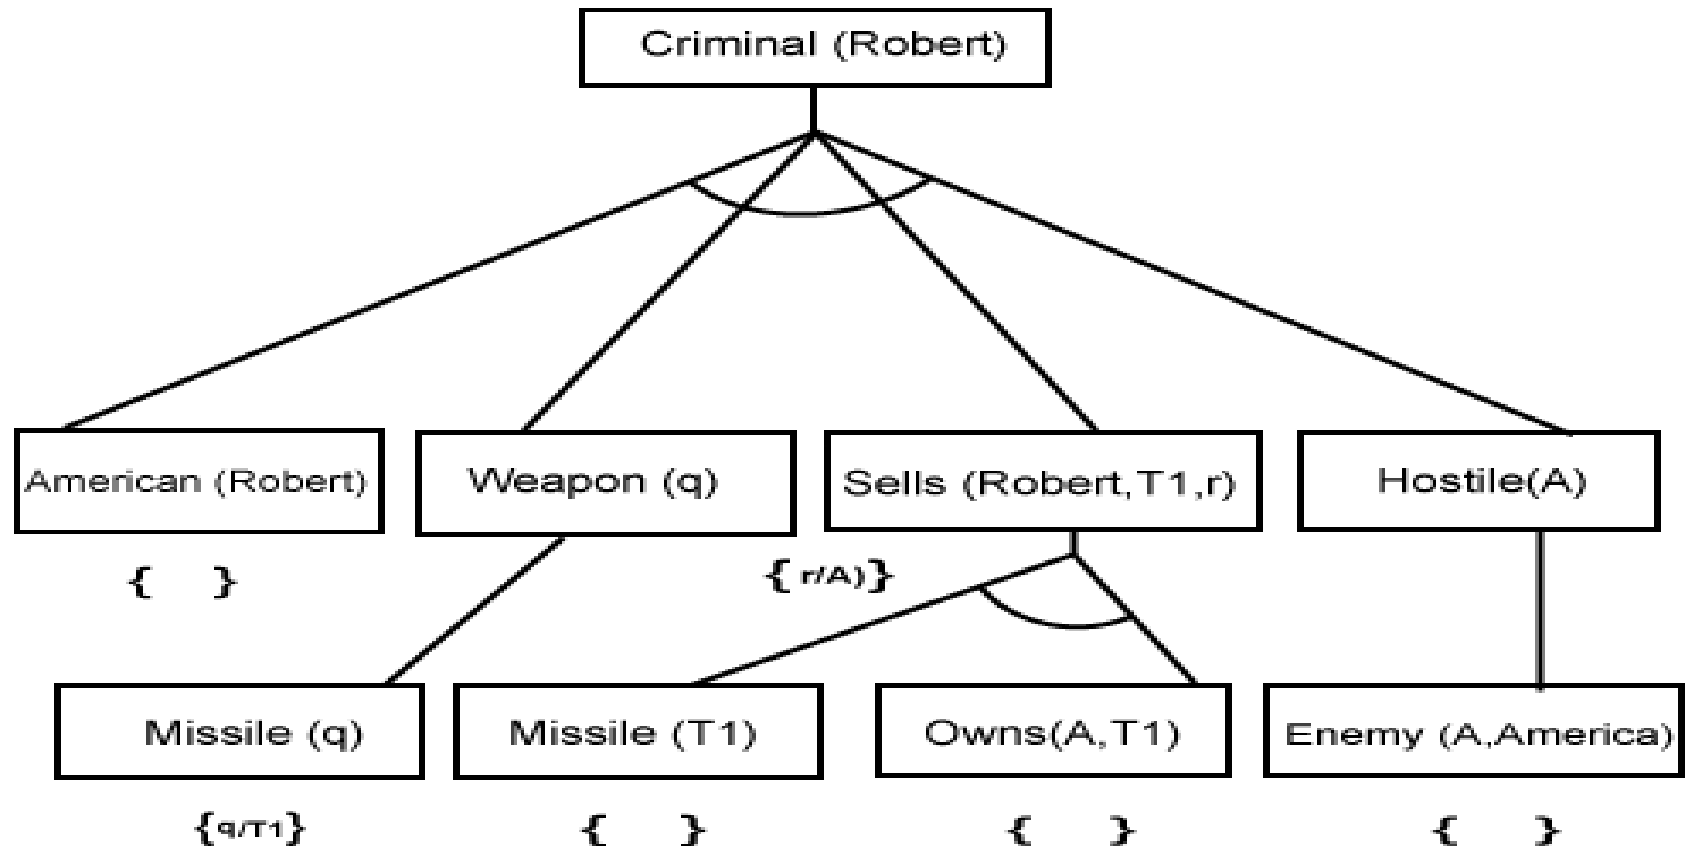 Criminal (Robert)
American (Robert)
Weapon (q)
Sells (Robert,T1,r)
Hostile(A)
{ }
{ r/A)}
Missile (q)
Missile (T1)
Owns(A,T1)
Enemy (A,America)
{q/T1}
{ }
{ }
{ }